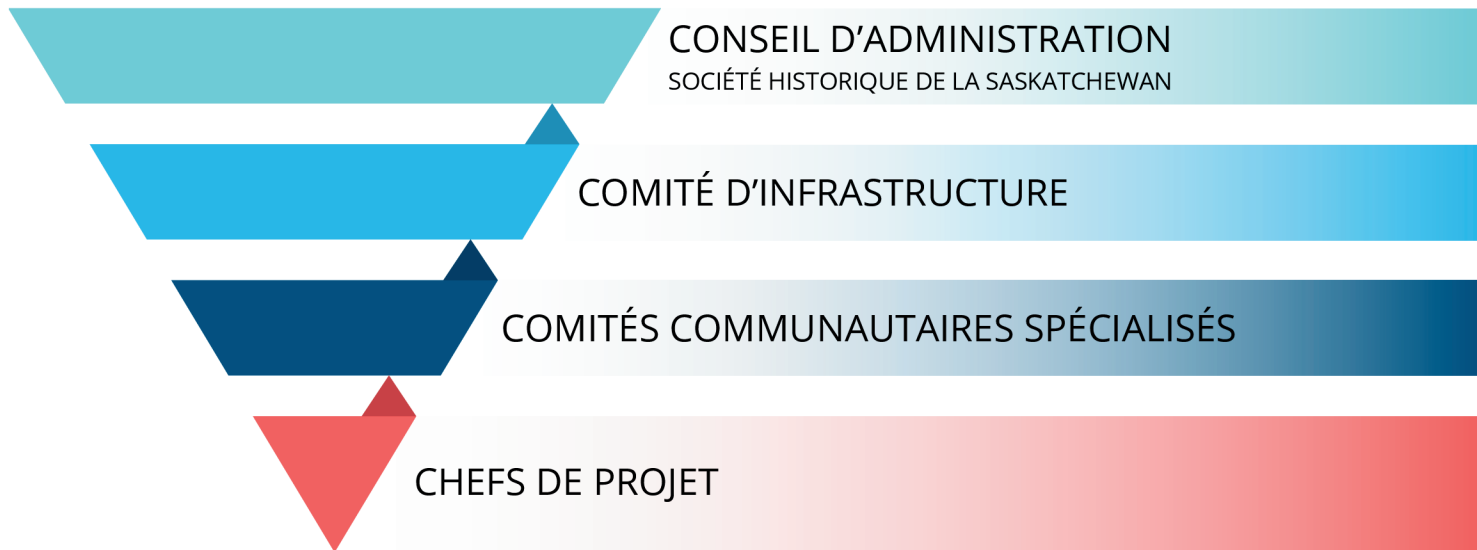 CONSEIL D’ADMINISTRATION
SOCIÉTÉ HISTORIQUE DE LA SASKATCHEWAN
COMITÉ D’INFRASTRUCTURE
COMITÉS COMMUNAUTAIRES SPÉCIALISÉS
CHEFS DE PROJET